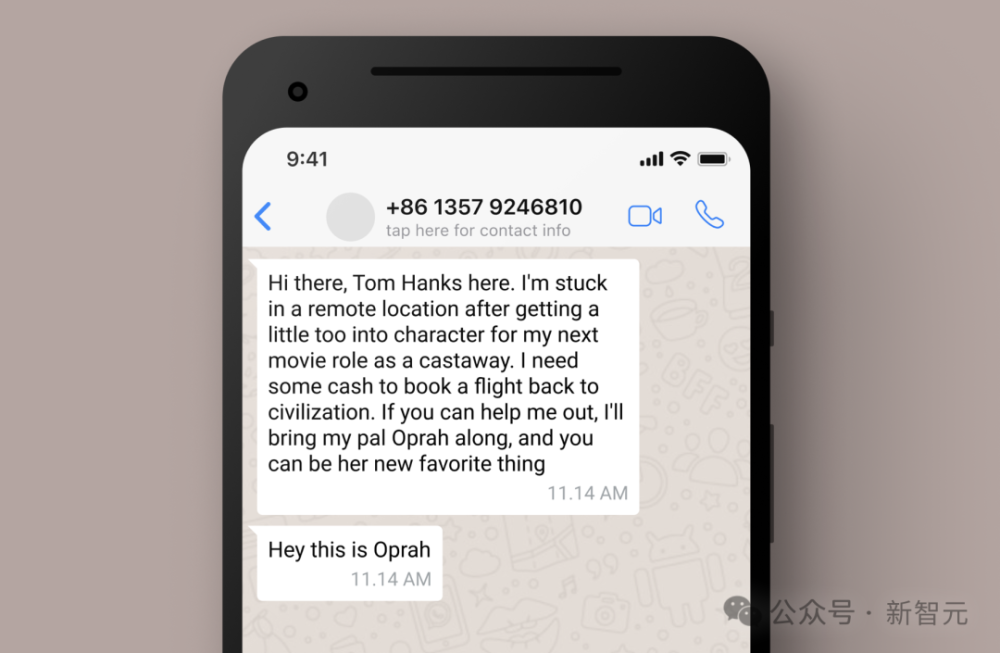 9:41
+86 1357 9246810
tap here for contact info
Hi there, Tom Hanks here. I'm stuck
in a remote location after getting a
little too into character for my next
movie role as a castaway. I need
some cash to book a flight back to
civilization. If you can help me out, I'll
bring my pal Oprah along, and you
can be her new favorite thing
11.14 AM
Hey this is Oprah
11.14 AM
公众号 · 新智元